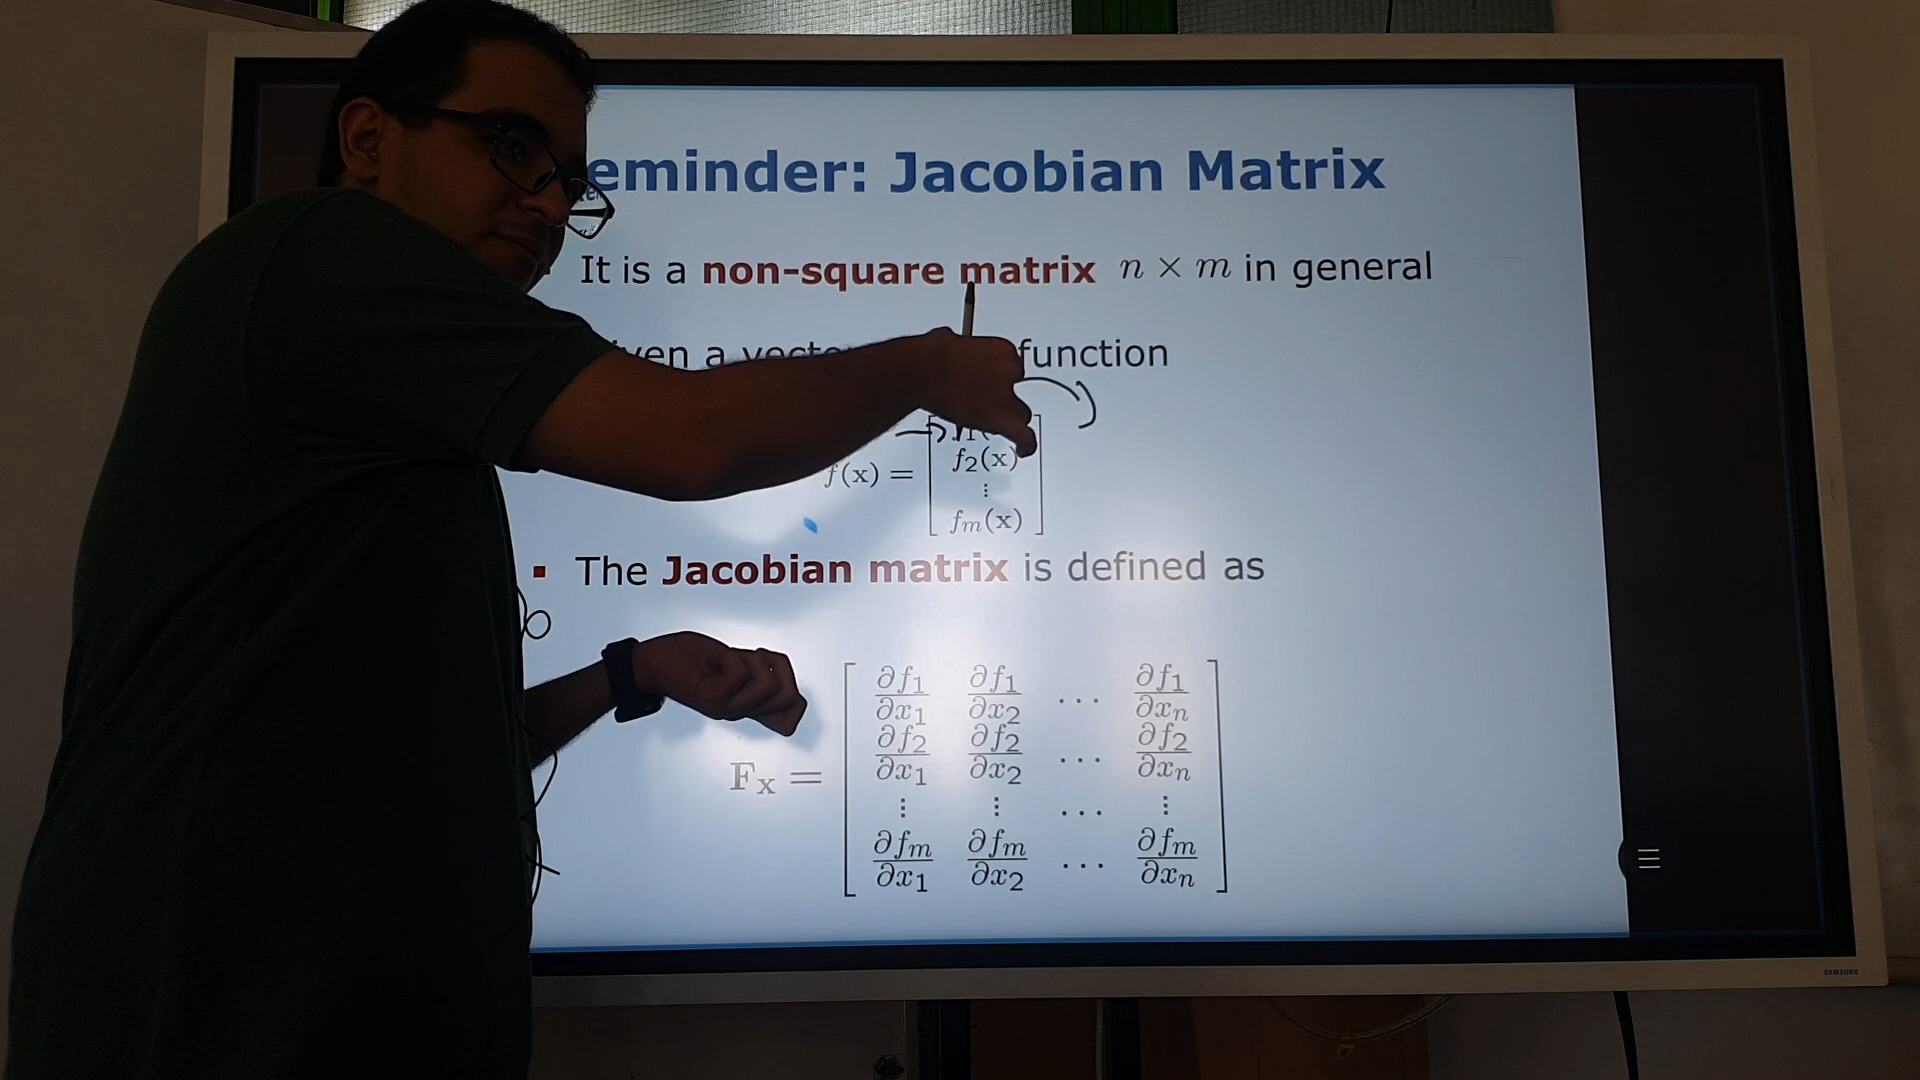 eminder: Jacobian Matrix
It is a non-square matrix n × m in general
ven a function
f(x) = f₂(x)
⋮
fₘ(x)
▪ The Jacobian matrix is defined as
∂f₁/∂x₁ ∂f₁/∂x₂ ... ∂f₁/∂xₙ
∂f₂/∂x₁ ∂f₂/∂x₂ ... ∂f₂/∂xₙ
Fₓ =
⋮ ⋮ ... ⋮
∂fₘ/∂x₁ ∂fₘ/∂x₂ ... ∂fₘ/∂xₙ
SAMSUNG